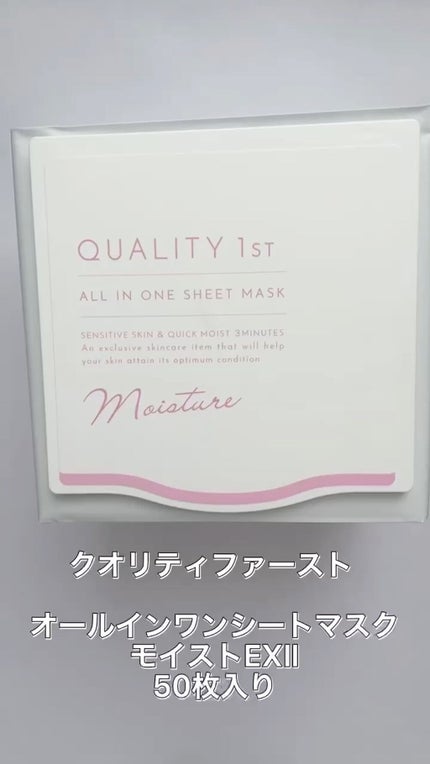 QUALITY 1ST
ALL IN ONE SHEET MASK
SENSITIVE SKIN & QUICK MOIST 3MINUTES
An exclusive skincare item that will help
your skin attain its optimum condition
Moisture
クオリティファースト
オールインワンシートマスク
モイストEXII
50枚入り